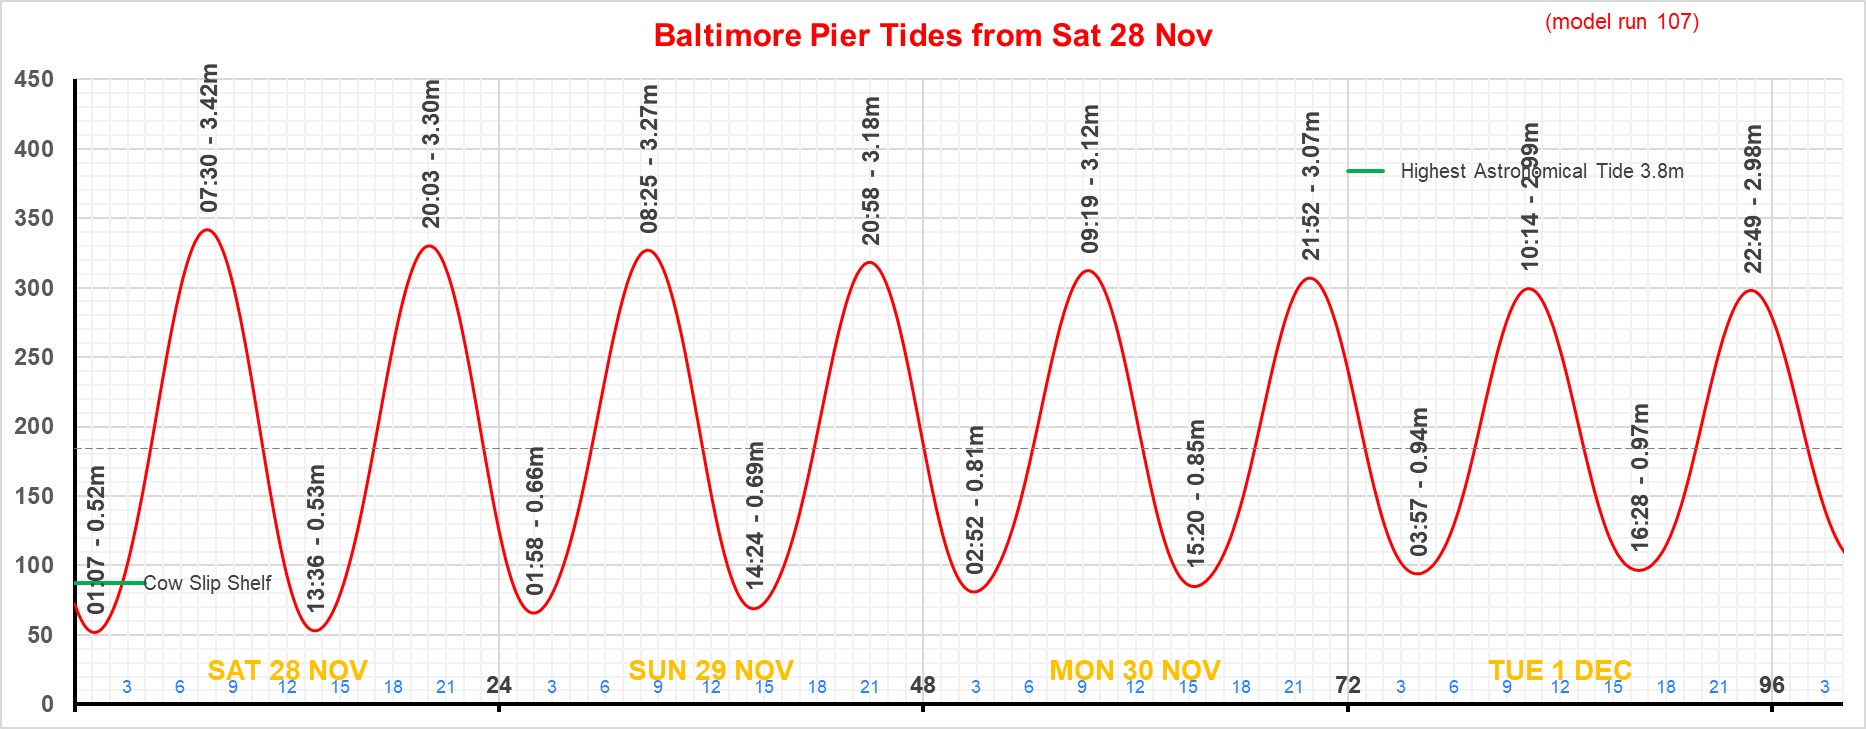 Baltimore Pier Tides from Sat 28 Nov
(model run 107)
450
400
350
300
250
200
150
100
50
0
01:07 - 0.52m
07:30 - 3.42m
13:36 - 0.53m
20:03 - 3.30m
01:58 - 0.66m
08:25 - 3.27m
14:24 - 0.69m
20:58 - 3.18m
02:52 - 0.81m
09:19 - 3.12m
15:20 - 0.85m
21:52 - 3.07m
03:57 - 0.94m
10:14 - 2.99m
16:28 - 0.97m
22:49 - 2.98m
Highest Astronomical Tide 3.8m
Cow Slip Shelf
SAT 28 NOV SUN 29 NOV MON 30 NOV TUE 1 DEC
3 6 9 12 15 18 21 24 3 6 9 12 15 18 21 48 3 6 9 12 15 18 21 72 3 6 9 12 15 18 21 96 3